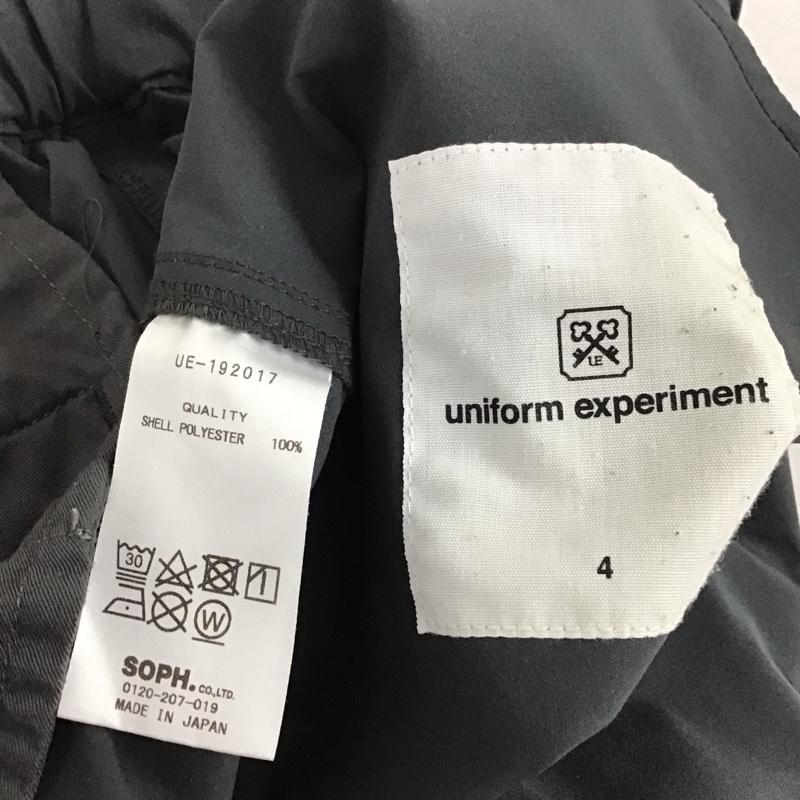 UE-192017
QUALITY
SHELL POLYESTER 100%
30
W
SOPH. CO.,LTD.
0120-207-019
MADE IN JAPAN
UE
uniform experiment
4